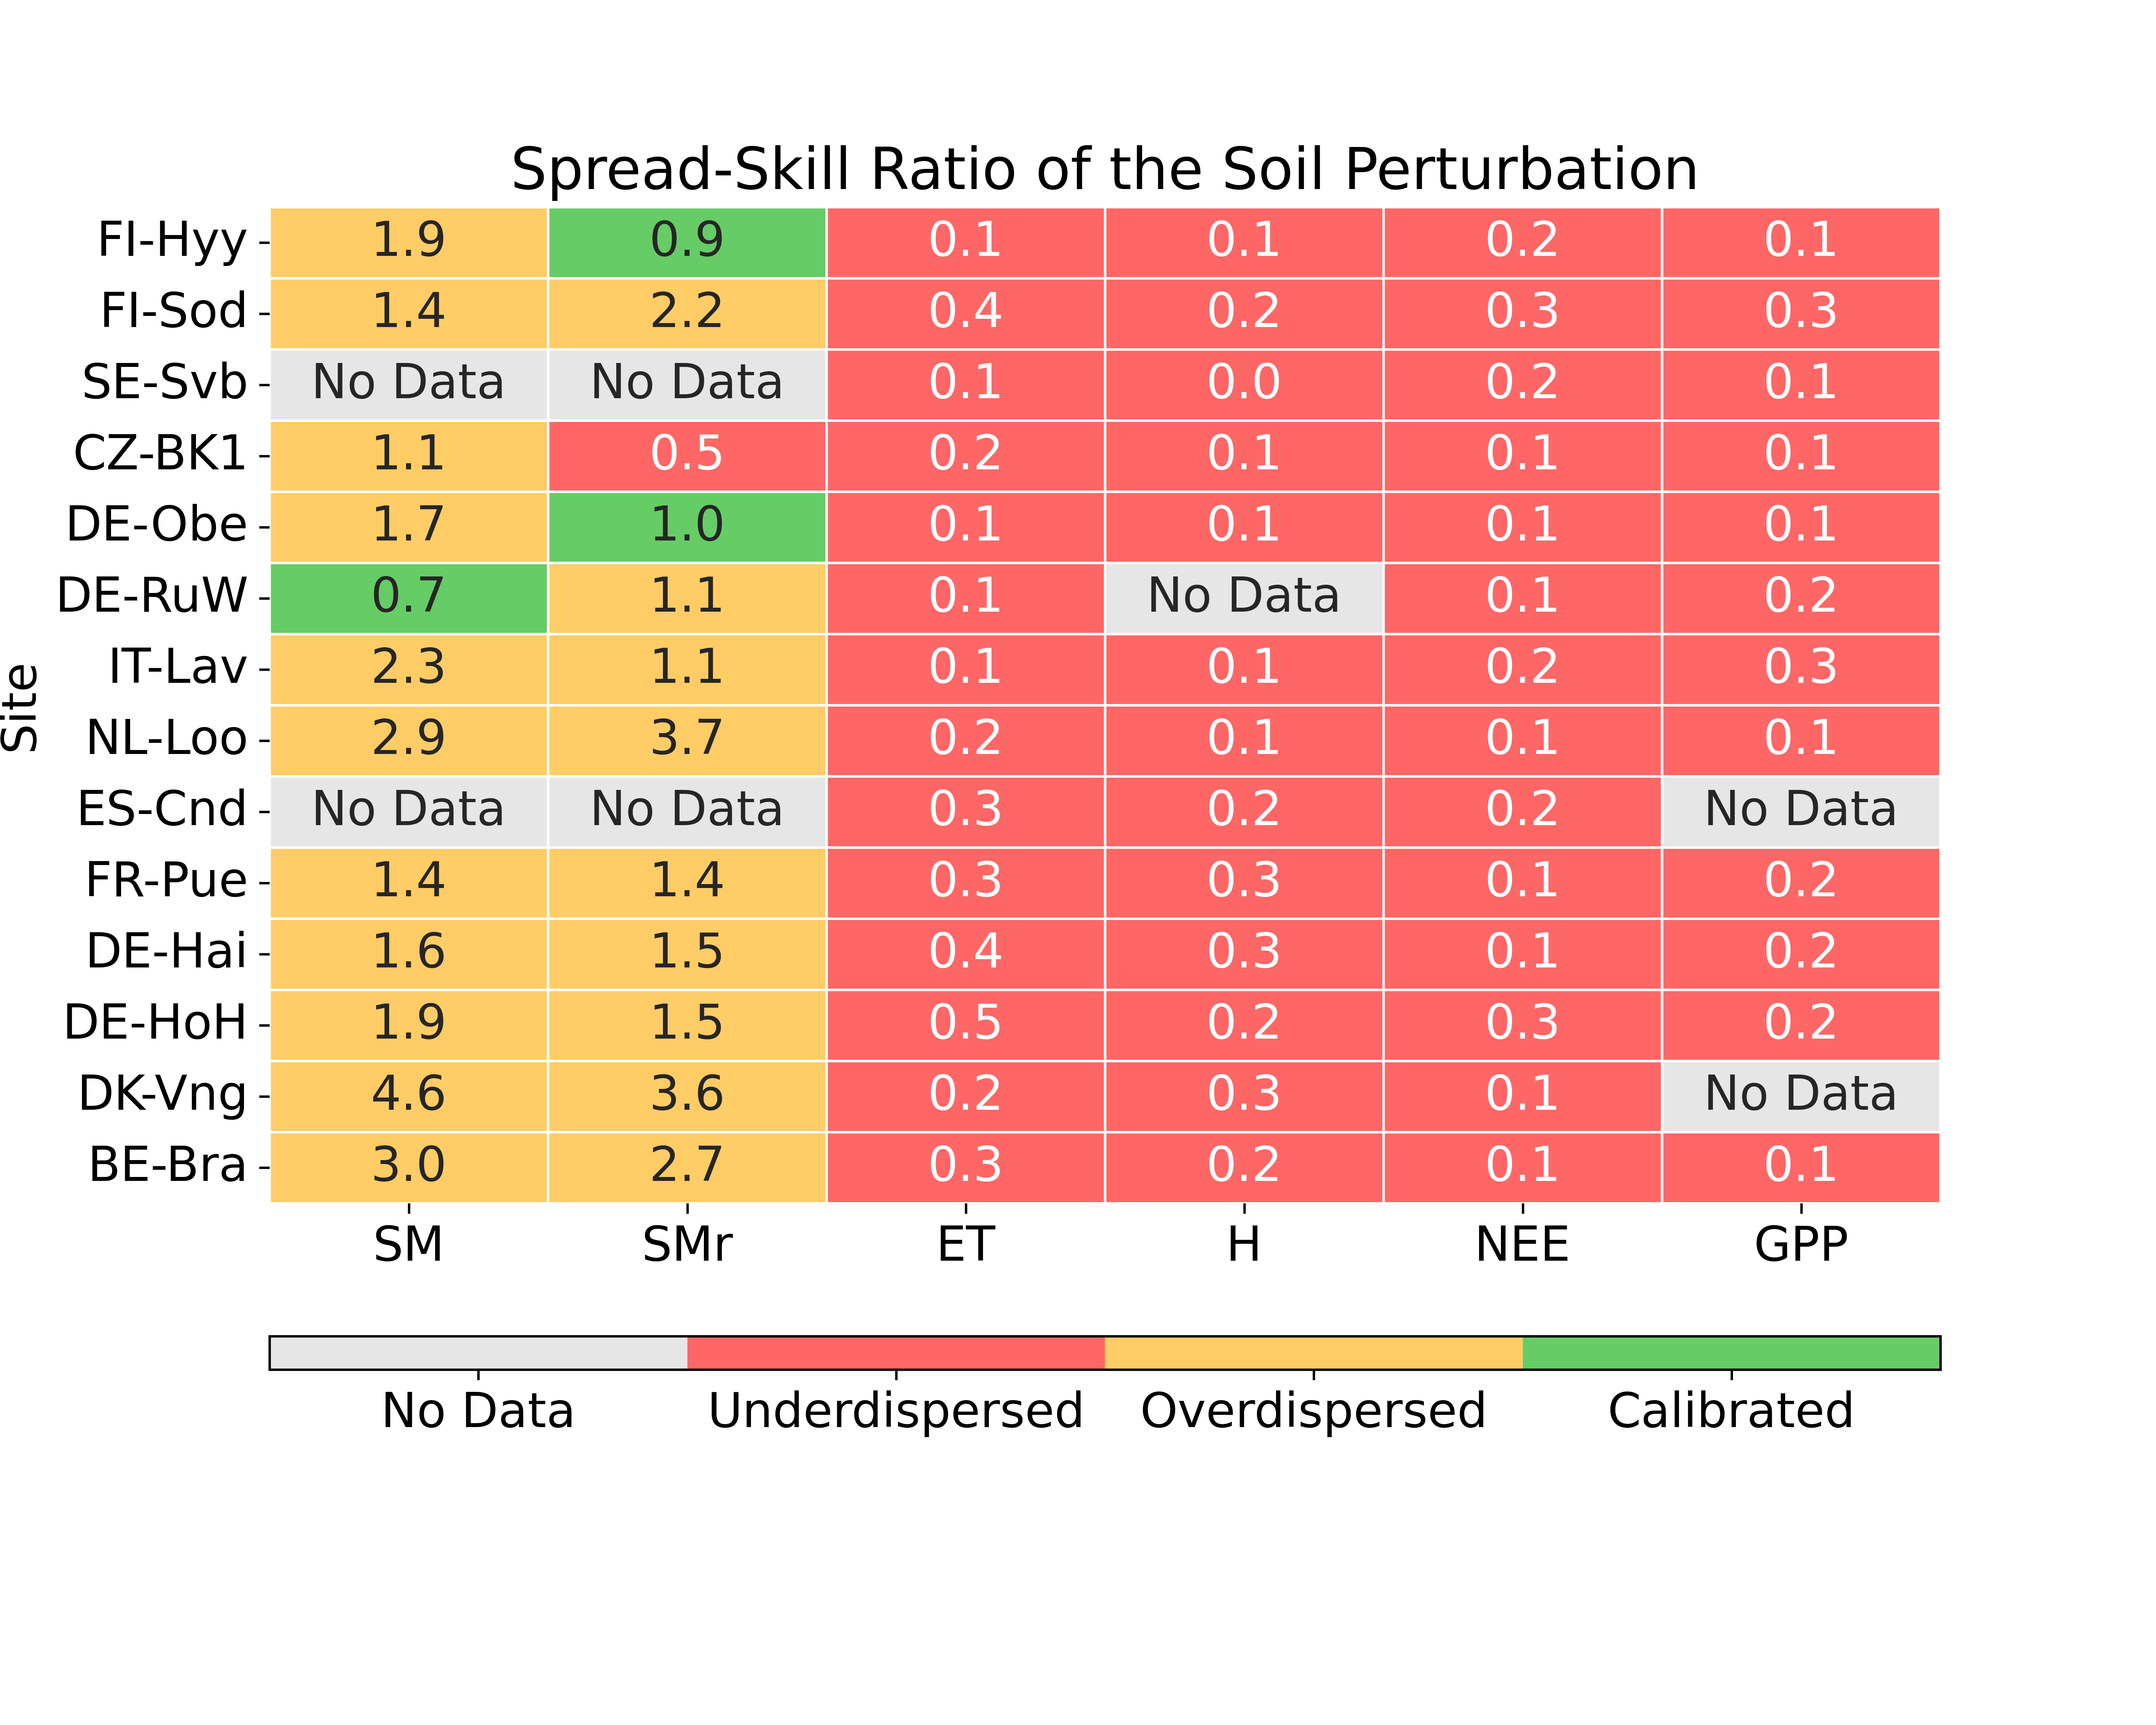 Spread-Skill Ratio of the Soil Perturbation
Site
FI-Hyy 1.9 0.9 0.1 0.1 0.2 0.1
FI-Sod 1.4 2.2 0.4 0.2 0.3 0.3
SE-Svb No Data No Data 0.1 0.0 0.2 0.1
CZ-BK1 1.1 0.5 0.2 0.1 0.1 0.1
DE-Obe 1.7 1.0 0.1 0.1 0.1 0.1
DE-RuW 0.7 1.1 0.1 No Data 0.1 0.2
IT-Lav 2.3 1.1 0.1 0.1 0.2 0.3
NL-Loo 2.9 3.7 0.2 0.1 0.1 0.1
ES-Cnd No Data No Data 0.3 0.2 0.2 No Data
FR-Pue 1.4 1.4 0.3 0.3 0.1 0.2
DE-Hai 1.6 1.5 0.4 0.3 0.1 0.2
DE-HoH 1.9 1.5 0.5 0.2 0.3 0.2
DK-Vng 4.6 3.6 0.2 0.3 0.1 No Data
BE-Bra 3.0 2.7 0.3 0.2 0.1 0.1
SM SMr ET H NEE GPP
No Data Underdispersed Overdispersed Calibrated